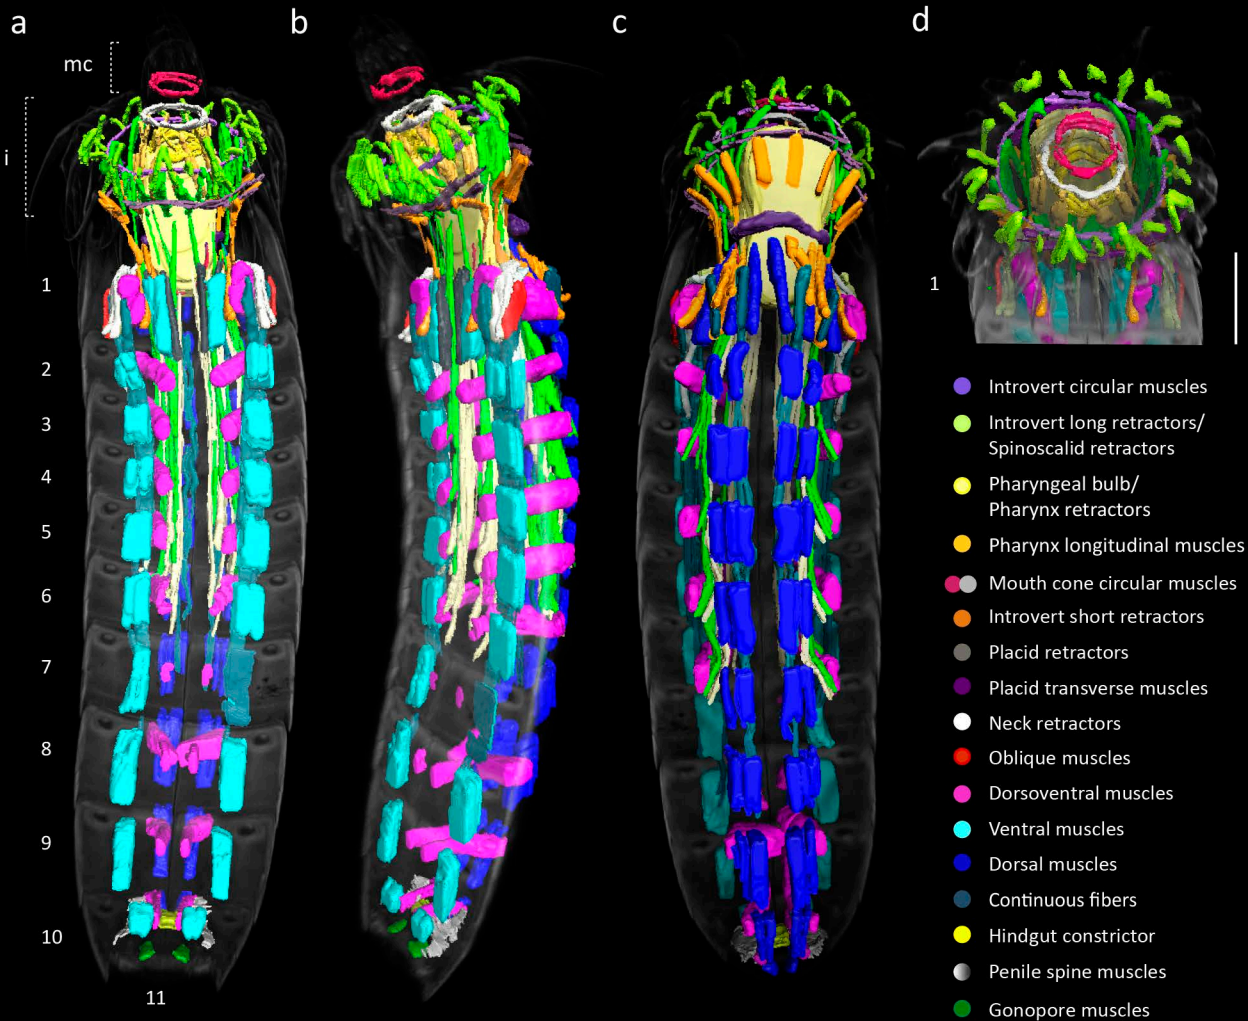 a
b
c
d
mc
i
1
2
3
4
5
6
7
8
9
10
11
1
Introvert circular muscles
Introvert long retractors/
Spinoscalid retractors
Pharyngeal bulb/
Pharynx retractors
Pharynx longitudinal muscles
Mouth cone circular muscles
Introvert short retractors
Placid retractors
Placid transverse muscles
Neck retractors
Oblique muscles
Dorsoventral muscles
Ventral muscles
Dorsal muscles
Continuous fibers
Hindgut constrictor
Penile spine muscles
Gonopore muscles